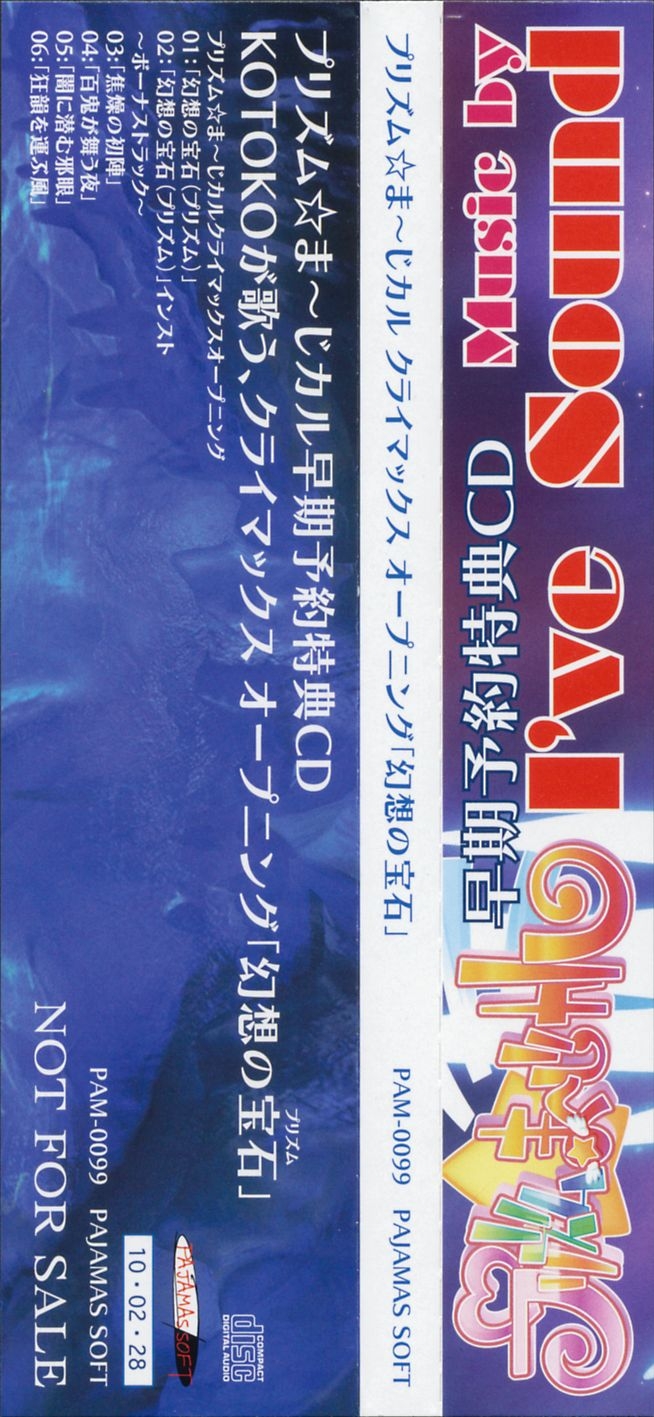 Music by
I've Sound
早期予約特典CD
プリズム☆ま〜じカル
プリズム☆ま〜じカル クライマックス オープニング「幻想の宝石」 PAM-0099 PAJAMAS SOFT
プリズム☆ま〜じカル早期予約特典CD
KOTOKOが歌う、クライマックス オープニング「幻想の宝石」
プリズム
プリズム☆ま〜じカルクライマックスオープニング
01:「幻想の宝石(プリズム)」
02:「幻想の宝石(プリズム)」インスト
〜ボーナストラック〜
03:「焦燥の初陣」
04:「百鬼が舞う夜」
05:「闇に潜む邪眼」
06:「狂韻を運ぶ風」
COMPACT
disc
DIGITAL AUDIO
PAJAMAS SOFT
10・02・28
PAM-0099 PAJAMAS SOFT
NOT FOR SALE